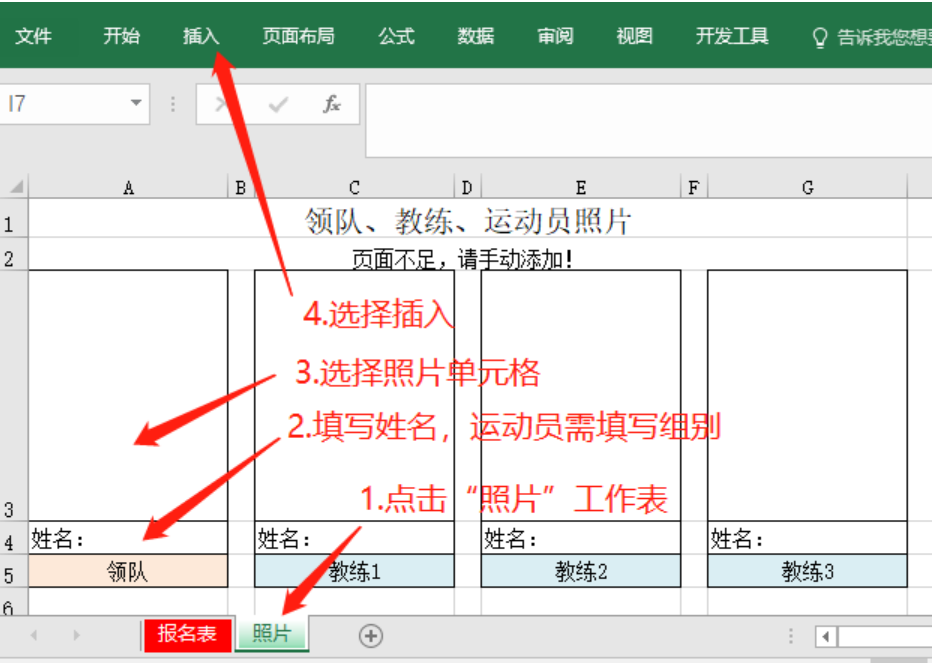 文件 开始 插入 页面布局 公式 数据 审阅 视图 开发工具 告诉我您想
I7 fx
A B C D E F G
1 领队、教练、运动员照片
2 页面不足，请手动添加!
4.选择插入
3.选择照片单元格
2.填写姓名，运动员需填写组别
1.点击“照片”工作表
3
4 姓名: 姓名: 姓名: 姓名:
5 领队 教练1 教练2 教练3
6
报名表 照片